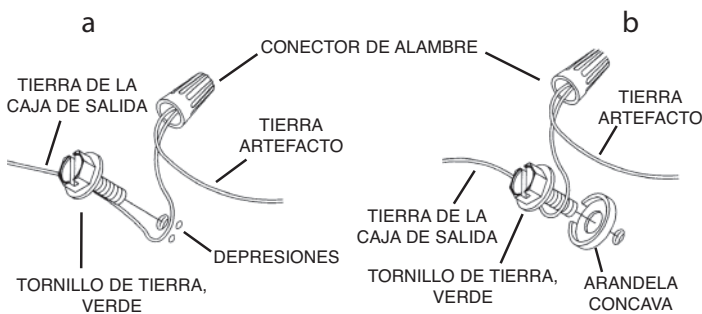 a
b
CONECTOR DE ALAMBRE
TIERRA DE LA
CAJA DE SALIDA
TIERRA
ARTEFACTO
DEPRESIONES
TORNILLO DE TIERRA,
VERDE
TIERRA
ARTEFACTO
TIERRA DE LA
CAJA DE SALIDA
TORNILLO DE TIERRA,
VERDE
ARANDELA
CONCAVA